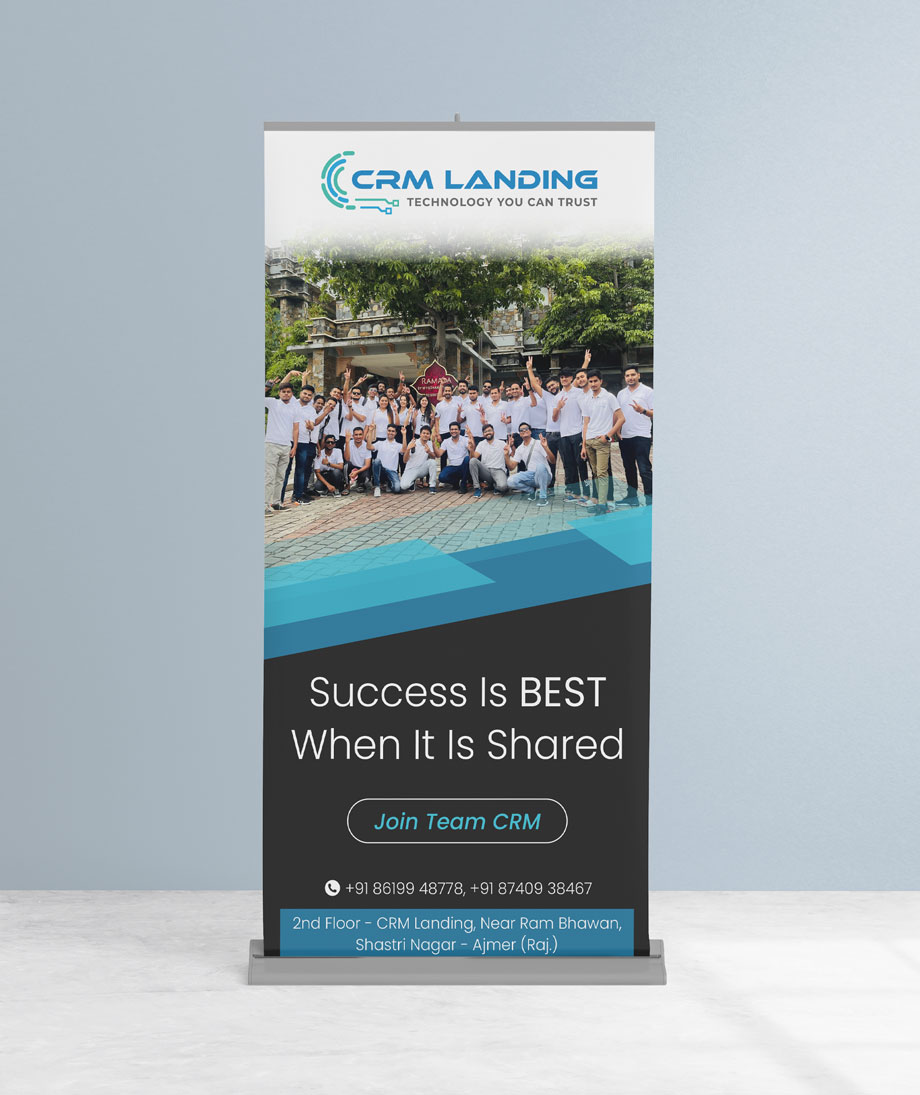 CRM LANDING
TECHNOLOGY YOU CAN TRUST
RAMADA
Success Is BEST
When It Is Shared
Join Team CRM
+91 86199 48778, +91 87409 38467
2nd Floor - CRM Landing, Near Ram Bhawan,
Shastri Nagar - Ajmer (Raj.)